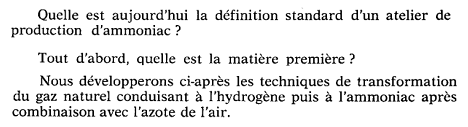 Quelle est aujourd'hui la définition standard d'un atelier de
production d'ammoniac ?
Tout d'abord, quelle est la matière première ?
Nous développerons ci-après les techniques de transformation
du gaz naturel conduisant à l'hydrogène puis à l'ammoniac après
combinaison avec l'azote de l'air.